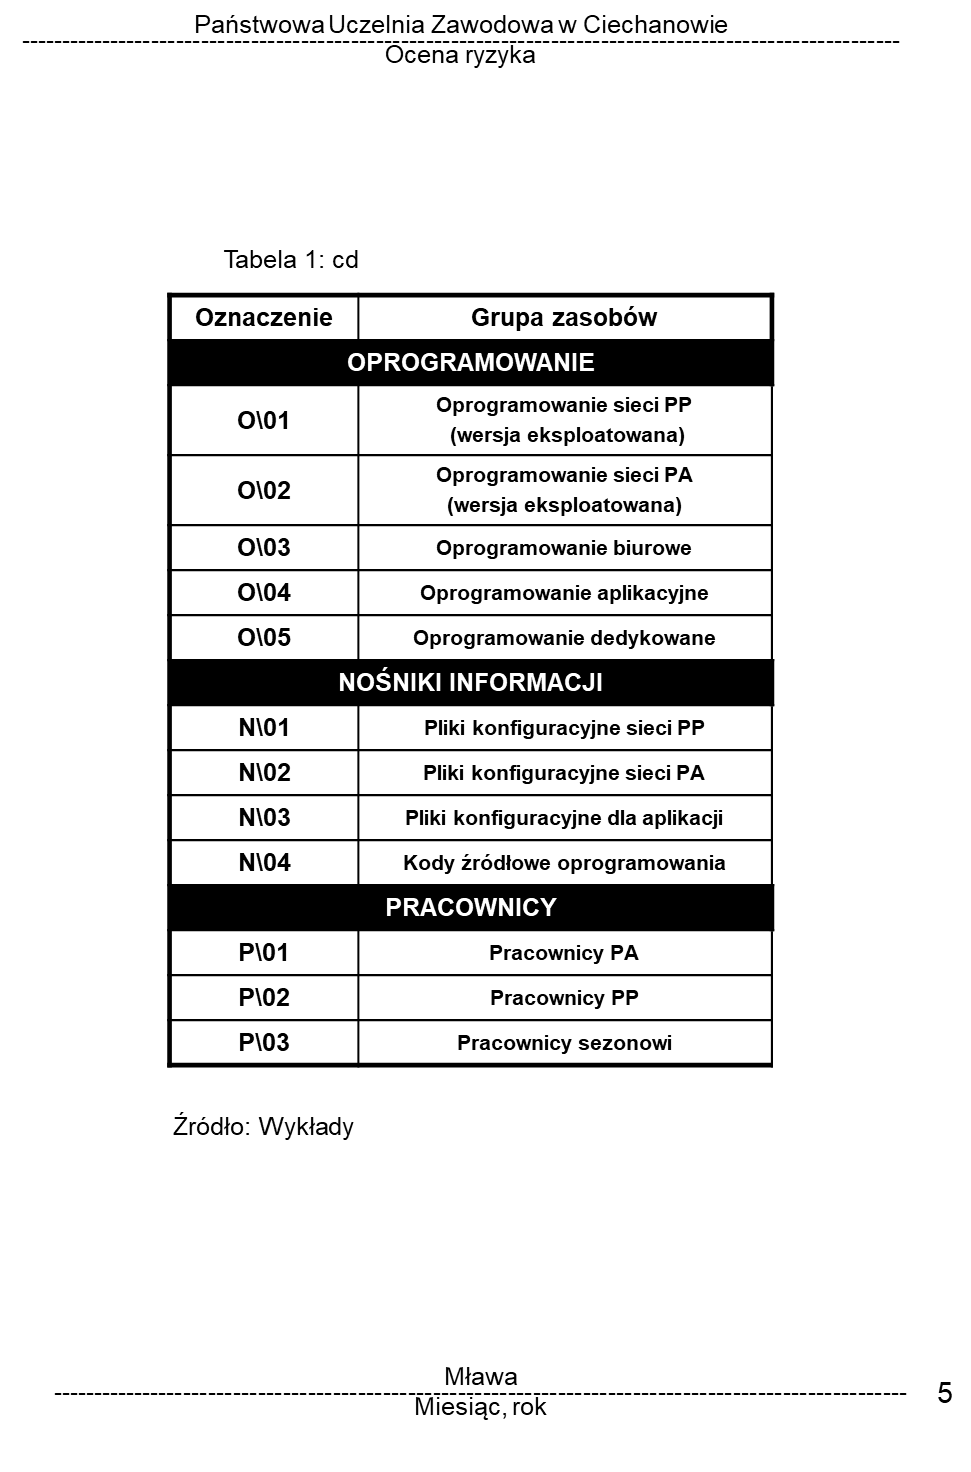 Państwowa Uczelnia Zawodowa w Ciechanowie
Ocena ryzyka
Tabela 1: cd
Oznaczenie Grupa zasobów
OPROGRAMOWANIE
O\01 Oprogramowanie sieci PP
(wersja eksploatowana)
O\02 Oprogramowanie sieci PA
(wersja eksploatowana)
O\03 Oprogramowanie biurowe
O\04 Oprogramowanie aplikacyjne
O\05 Oprogramowanie dedykowane
NOŚNIKI INFORMACJI
N\01 Pliki konfiguracyjne sieci PP
N\02 Pliki konfiguracyjne sieci PA
N\03 Pliki konfiguracyjne dla aplikacji
N\04 Kody źródłowe oprogramowania
PRACOWNICY
P\01 Pracownicy PA
P\02 Pracownicy PP
P\03 Pracownicy sezonowi
Źródło: Wykłady
Mława
Miesiąc, rok
5